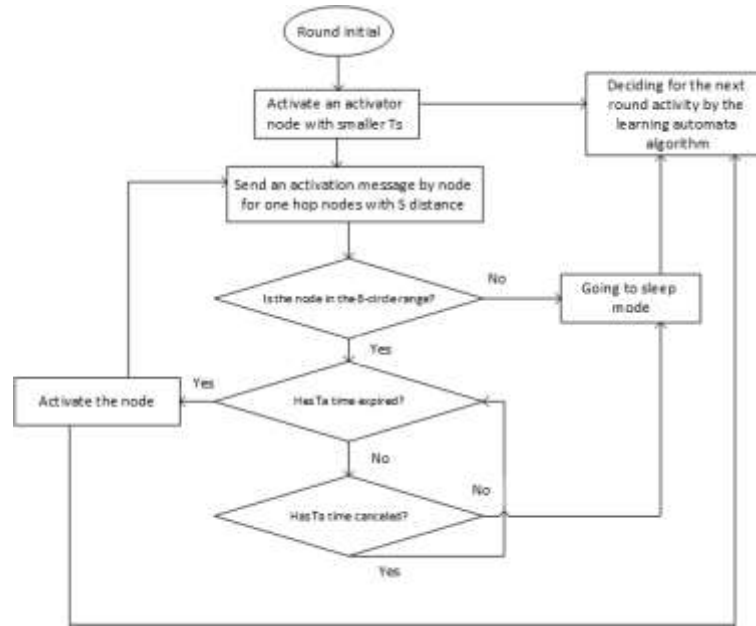 Round initial
Activate an activator
node with smaller Ts
Deciding for the next
round activity by the
learning automata
algorithm
Send an activation message by node
for one hop nodes with S distance
Is the node in the 6-circle range?
No
Going to sleep
mode
Yes
Has Ta time expired?
Yes
Activate the node
No
Has Ta time canceled?
No
Yes